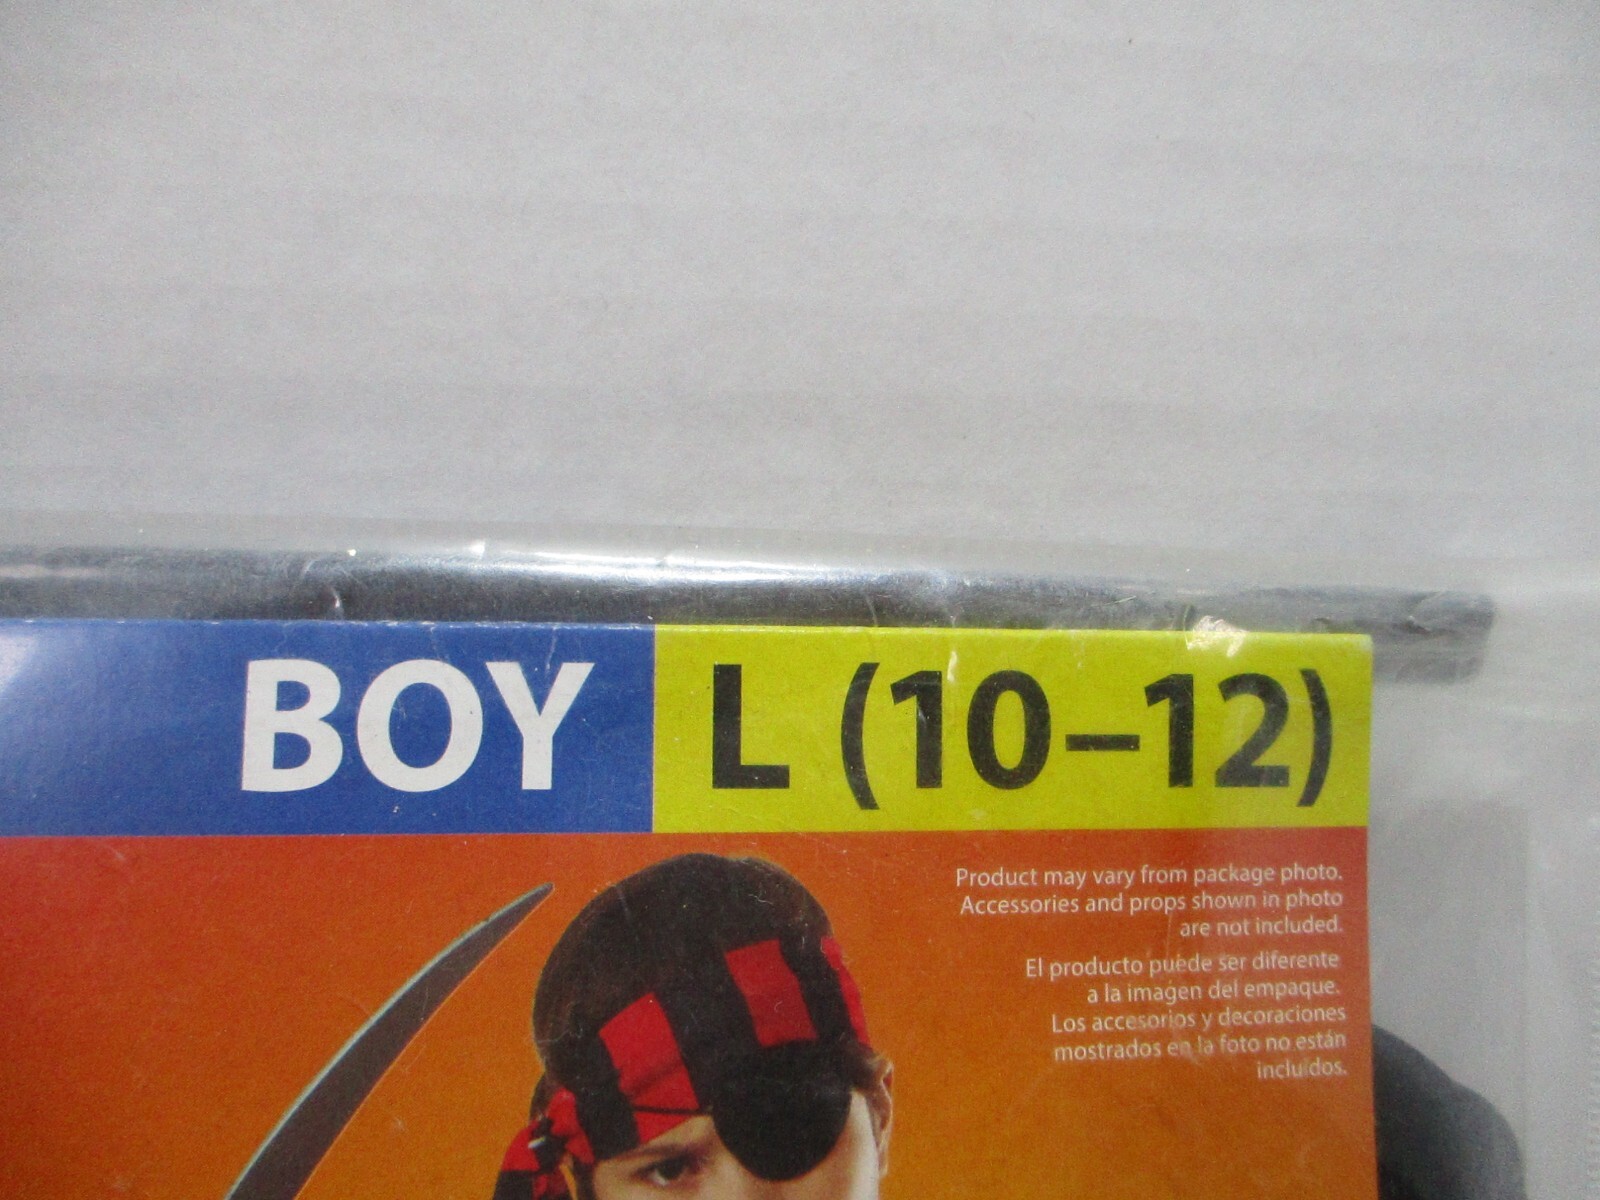 BOY L (10–12)
Product may vary from package photo.
Accessories and props shown in photo
are not included.
El producto puede ser diferente
a la imagen del empaque.
Los accesorios y decoraciones
mostrados en la foto no están
incluidos.